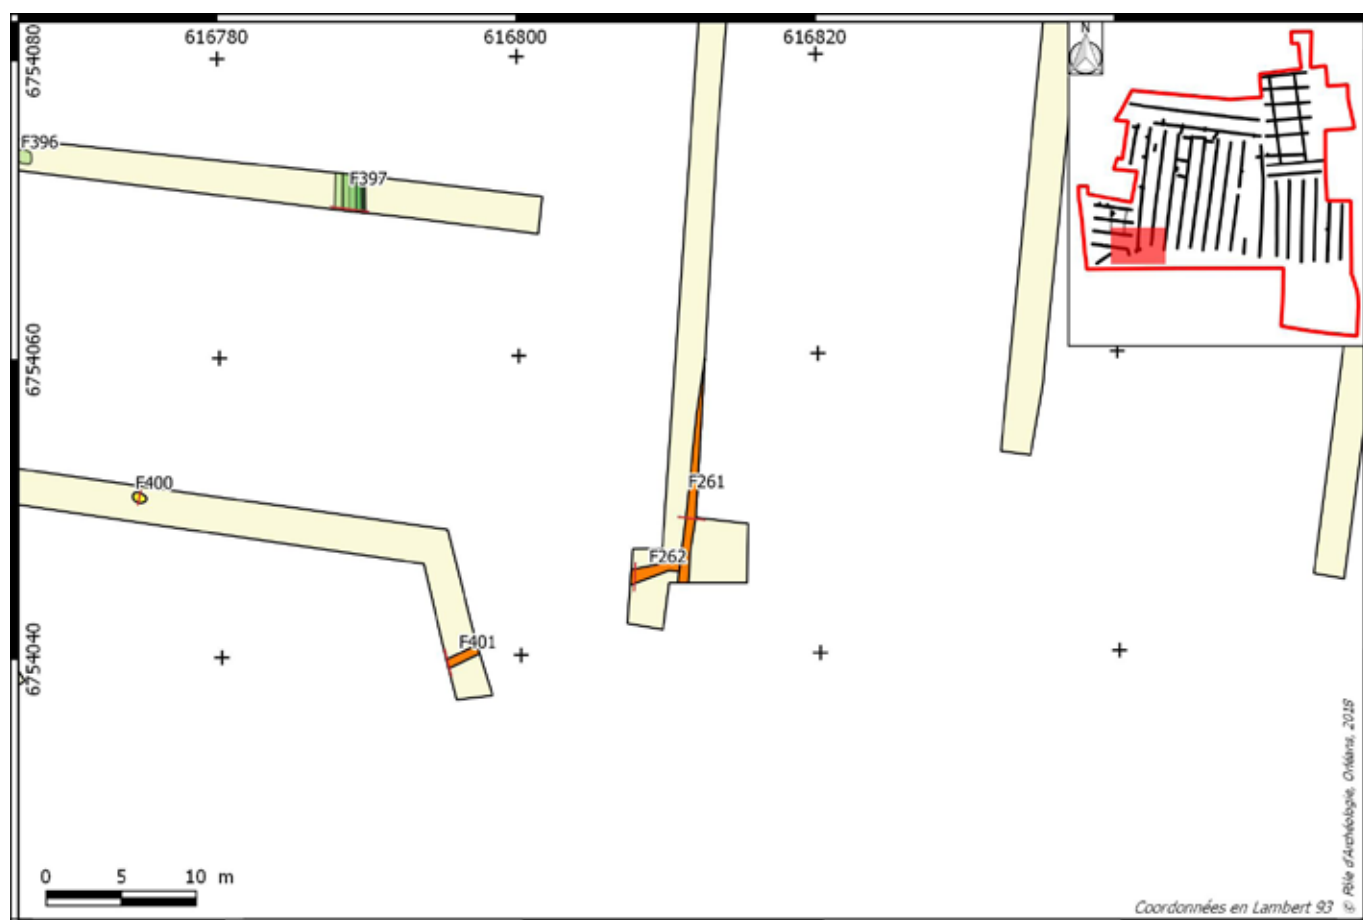 616780
616800
616820
N
6754080
F396
F397
6754060
F400
F261
F262
F401
6754040
0 5 10 m
Coordonnées en Lambert 93
© Pôle d'Archéologie, Orléans, 2018